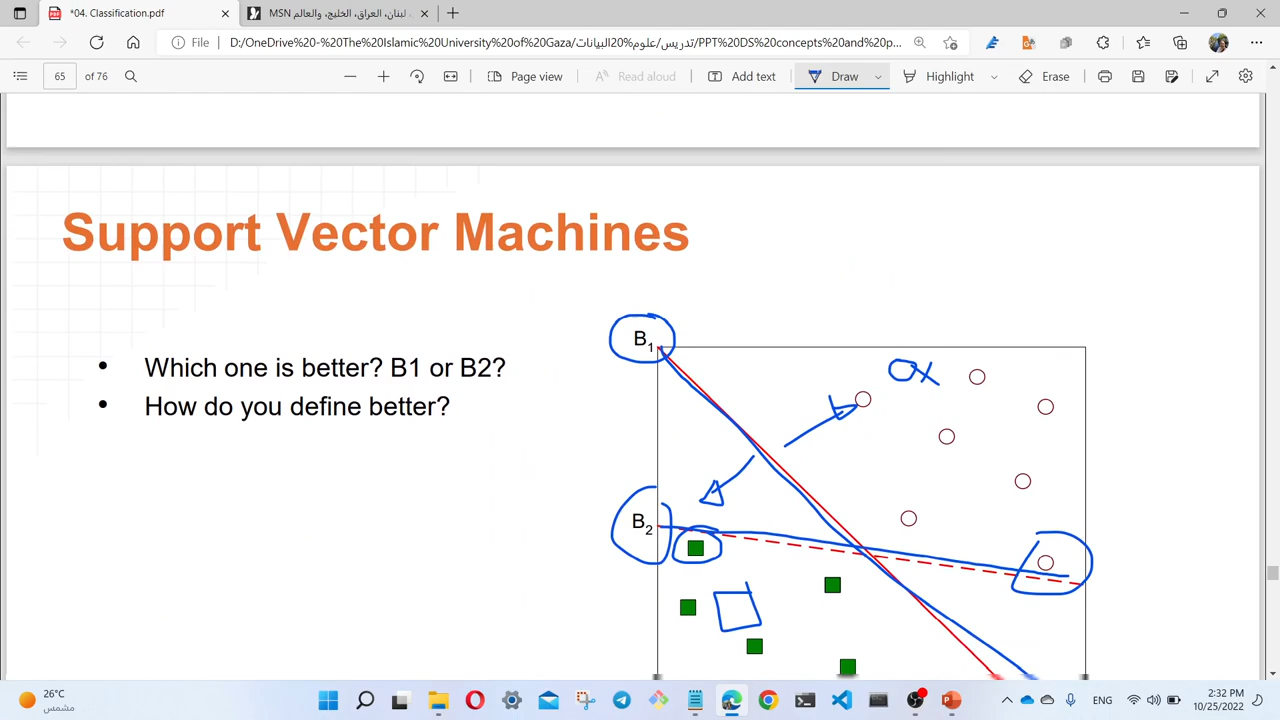 *04. Classification.pdf
MSN لبنان، العراق، الخليج، والعالم ,
File
D:/OneDrive%20-%20The%20Islamic%20University%20of%20Gaza/تدريس/علوم%20البيانات/PPT%20DS%20concepts%20and%20p...
65 of 76
Page view
Read aloud
Add text
Draw
Highlight
Erase
Support Vector Machines
• Which one is better? B1 or B2?
• How do you define better?
B1
OX
B2
26°C
مشمس
ENG
2:32 PM
10/25/2022